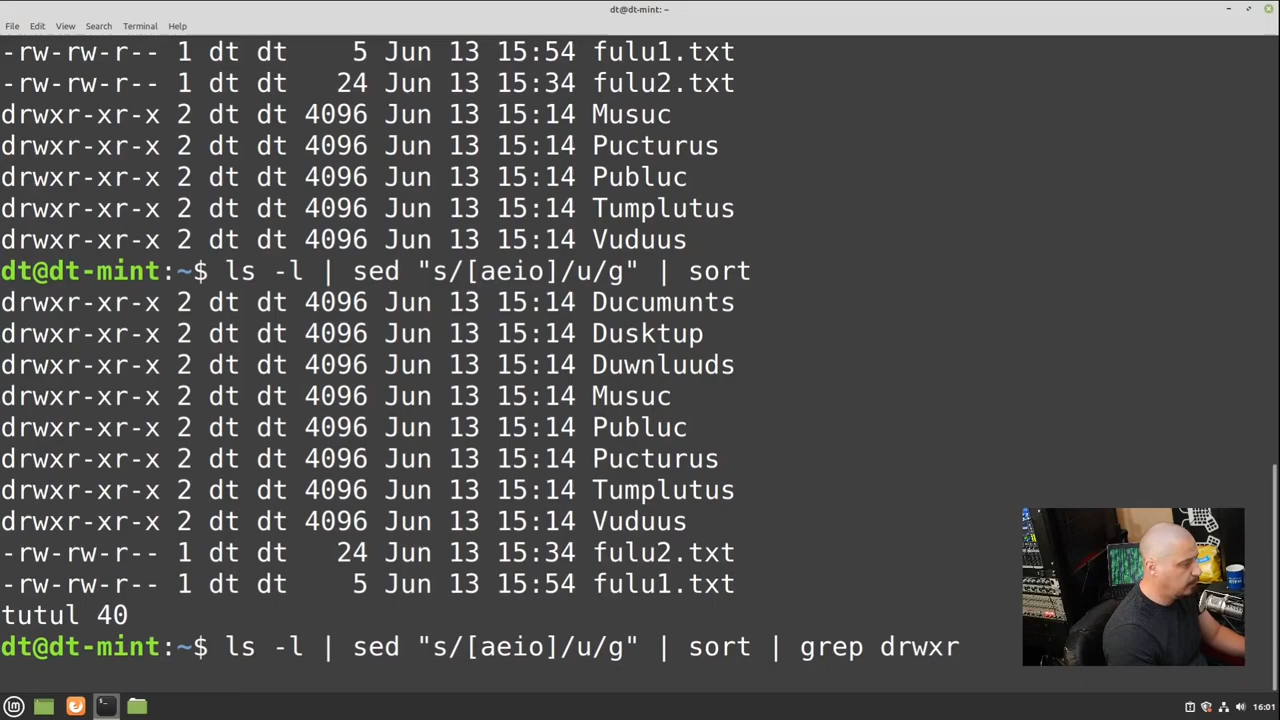 dt@dt-mint: ~
File Edit View Search Terminal Help
-rw-rw-r-- 1 dt dt    5 Jun 13 15:54 fulu1.txt
-rw-rw-r-- 1 dt dt   24 Jun 13 15:34 fulu2.txt
drwxr-xr-x 2 dt dt 4096 Jun 13 15:14 Musuc
drwxr-xr-x 2 dt dt 4096 Jun 13 15:14 Pucturus
drwxr-xr-x 2 dt dt 4096 Jun 13 15:14 Publuc
drwxr-xr-x 2 dt dt 4096 Jun 13 15:14 Tumplutus
drwxr-xr-x 2 dt dt 4096 Jun 13 15:14 Vuduus
dt@dt-mint:~$ ls -l | sed "s/[aeio]/u/g" | sort
drwxr-xr-x 2 dt dt 4096 Jun 13 15:14 Ducumunts
drwxr-xr-x 2 dt dt 4096 Jun 13 15:14 Dusktup
drwxr-xr-x 2 dt dt 4096 Jun 13 15:14 Duwnluuds
drwxr-xr-x 2 dt dt 4096 Jun 13 15:14 Musuc
drwxr-xr-x 2 dt dt 4096 Jun 13 15:14 Publuc
drwxr-xr-x 2 dt dt 4096 Jun 13 15:14 Pucturus
drwxr-xr-x 2 dt dt 4096 Jun 13 15:14 Tumplutus
drwxr-xr-x 2 dt dt 4096 Jun 13 15:14 Vuduus
-rw-rw-r-- 1 dt dt   24 Jun 13 15:34 fulu2.txt
-rw-rw-r-- 1 dt dt    5 Jun 13 15:54 fulu1.txt
tutul 40
dt@dt-mint:~$ ls -l | sed "s/[aeio]/u/g" | sort | grep drwxr
16:01